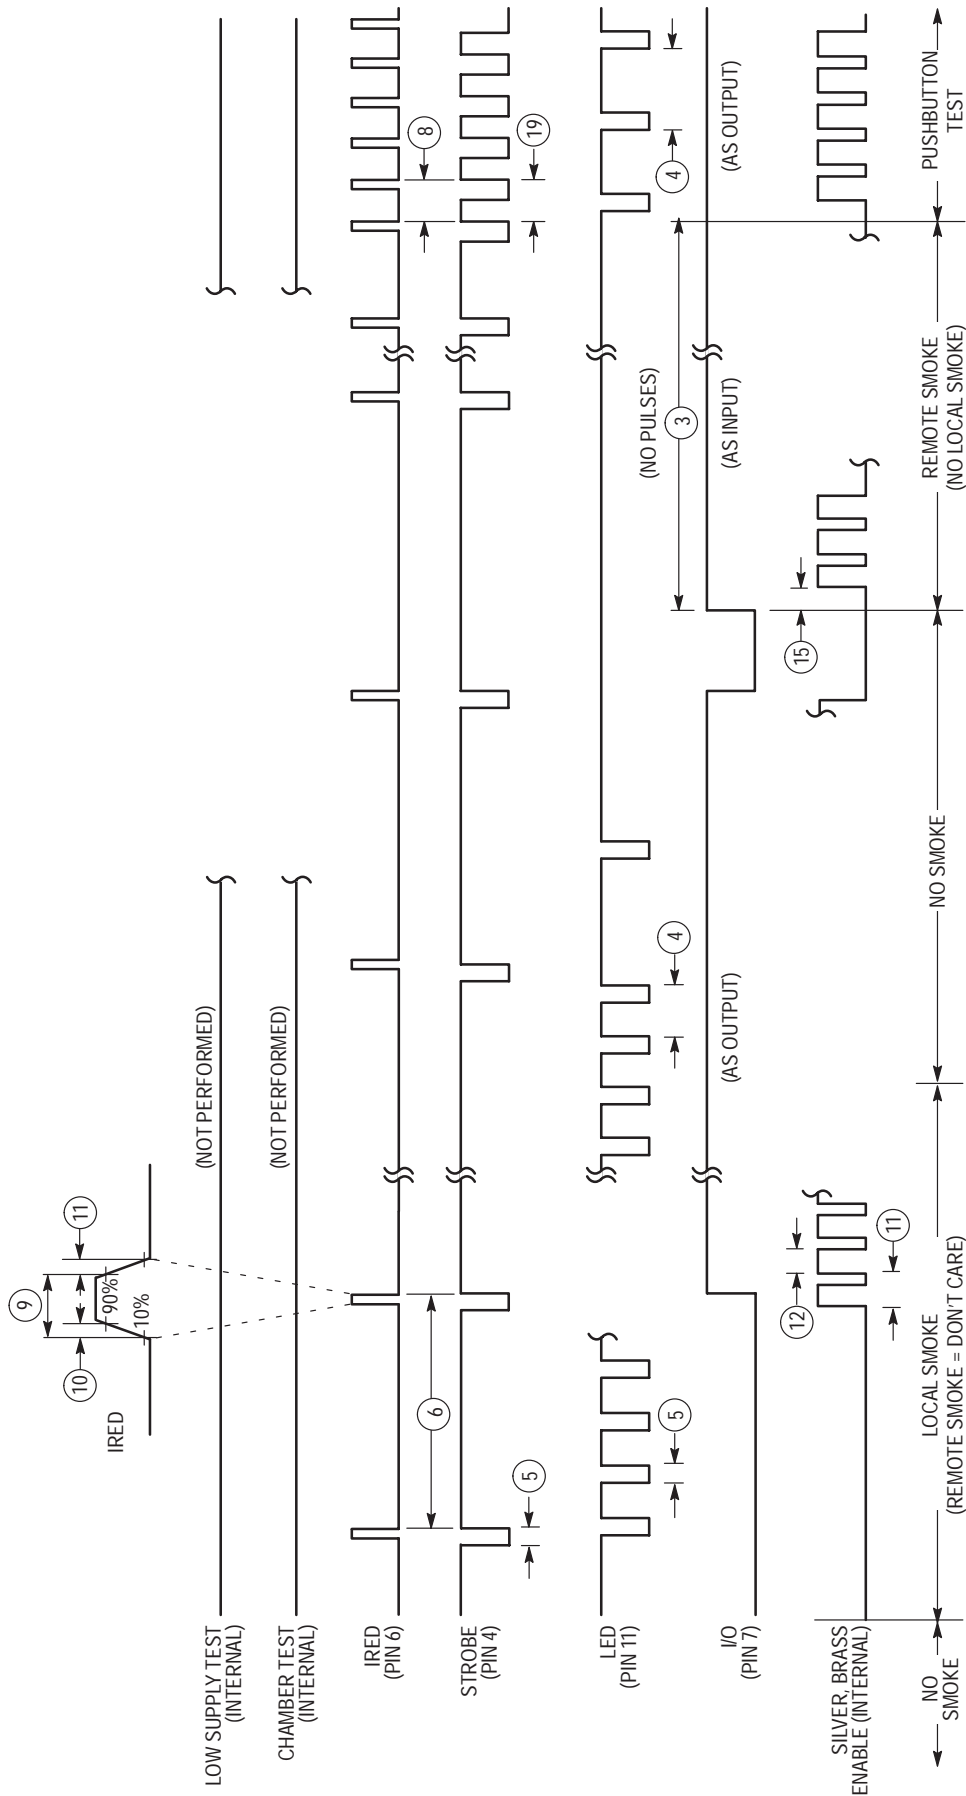 IRED
9
10
11
90%
10%
LOW SUPPLY TEST
(INTERNAL)
(NOT PERFORMED)
CHAMBER TEST
(INTERNAL)
(NOT PERFORMED)
IRED
(PIN 6)
6
8
STROBE
(PIN 4)
5
19
LED
(PIN 11)
5
4
(NO PULSES)
3
4
I/O
(PIN 7)
(AS OUTPUT)
(AS INPUT)
(AS OUTPUT)
SILVER, BRASS
ENABLE (INTERNAL)
12
11
15
NO
SMOKE
LOCAL SMOKE
(REMOTE SMOKE = DON'T CARE)
NO SMOKE
REMOTE SMOKE
(NO LOCAL SMOKE)
PUSHBUTTON
TEST